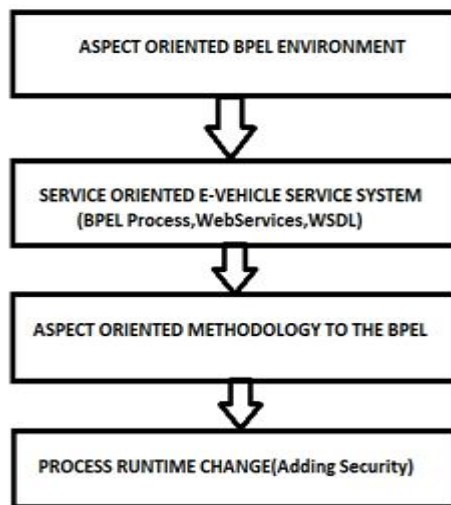 ASPECT ORIENTED BPEL ENVIRONMENT
SERVICE ORIENTED E-VEHICLE SERVICE SYSTEM
(BPEL Process,WebServices,WSDL)
ASPECT ORIENTED METHODOLOGY TO THE BPEL
PROCESS RUNTIME CHANGE(Adding Security)